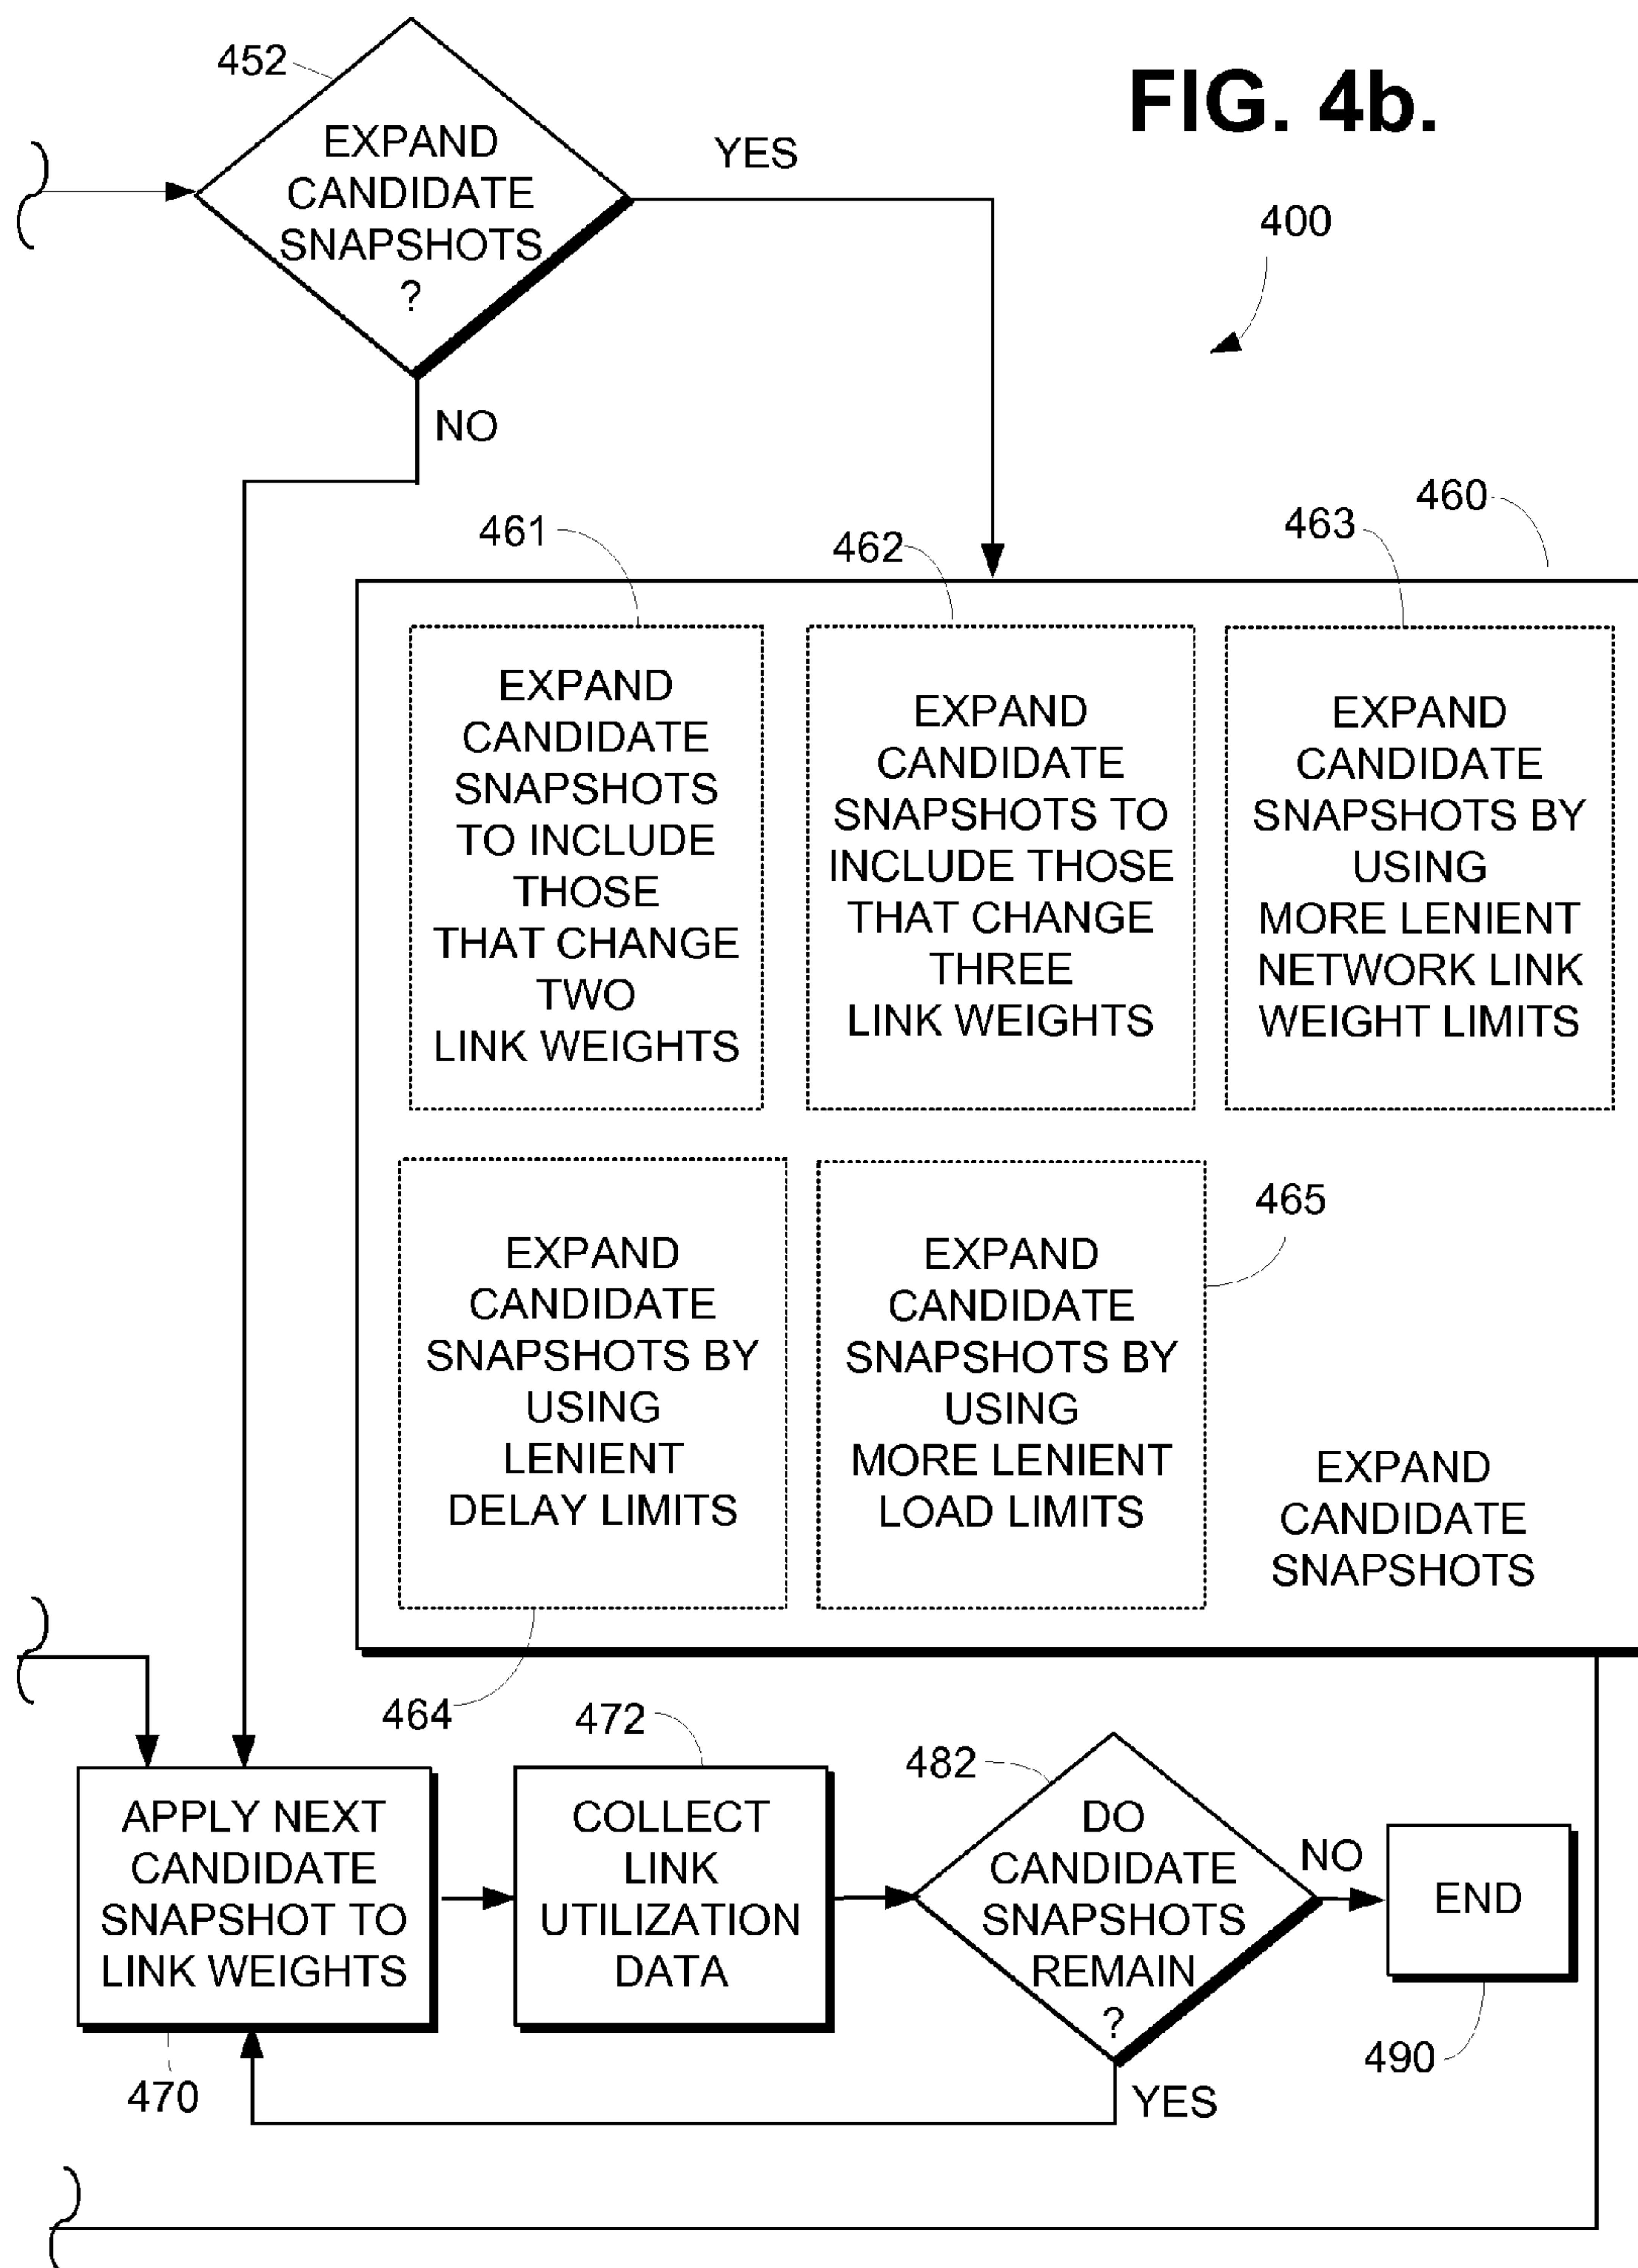 FIG. 4b.
452
EXPAND
CANDIDATE
SNAPSHOTS
?
YES
NO
400
460
461
EXPAND
CANDIDATE
SNAPSHOTS
TO INCLUDE
THOSE
THAT CHANGE
TWO
LINK WEIGHTS
462
EXPAND
CANDIDATE
SNAPSHOTS TO
INCLUDE THOSE
THAT CHANGE
THREE
LINK WEIGHTS
463
EXPAND
CANDIDATE
SNAPSHOTS BY
USING
MORE LENIENT
NETWORK LINK
WEIGHT LIMITS
EXPAND
CANDIDATE
SNAPSHOTS BY
USING
LENIENT
DELAY LIMITS
464
465
EXPAND
CANDIDATE
SNAPSHOTS BY
USING
MORE LENIENT
LOAD LIMITS
EXPAND
CANDIDATE
SNAPSHOTS
APPLY NEXT
CANDIDATE
SNAPSHOT TO
LINK WEIGHTS
470
472
COLLECT
LINK
UTILIZATION
DATA
482
DO
CANDIDATE
SNAPSHOTS
REMAIN
?
NO
YES
END
490